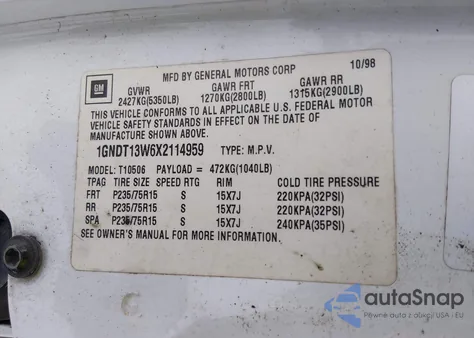 MFD BY GENERAL MOTORS CORP 10/98
GM
GVWR GAWR FRT GAWR RR
2427KG(5350LB) 1270KG(2800LB) 1315KG(2900LB)
THIS VEHICLE CONFORMS TO ALL APPLICABLE U.S. FEDERAL MOTOR
VEHICLE SAFETY STANDARDS IN EFFECT ON THE DATE OF
MANUFACTURE SHOWN ABOVE.
1GNDT13W6X2114959 TYPE: M.P.V.
MODEL: T10506 PAYLOAD = 472KG(1040LB)
TPAG TIRE SIZE SPEED RTG RIM COLD TIRE PRESSURE
FRT P235/75R15 S 15X7J 220KPA(32PSI)
RR P235/75R15 S 15X7J 220KPA(32PSI)
SPA P235/75R15 S 15X7J 240KPA(35PSI)
SEE OWNER'S MANUAL FOR MORE INFORMATION.
autoSnap
Pewne auto z USA - EU